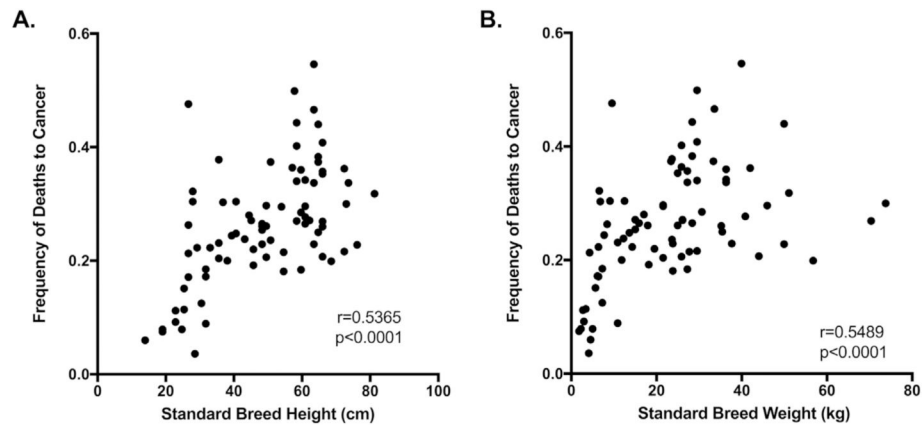 A.
0.6
0.4
0.2
0.0
Frequency of Deaths to Cancer
r=0.5365
p<0.0001
0
20
40
60
80
100
Standard Breed Height (cm)
B.
0.6
0.4
0.2
0.0
Frequency of Deaths to Cancer
r=0.5489
p<0.0001
0
20
40
60
80
Standard Breed Weight (kg)